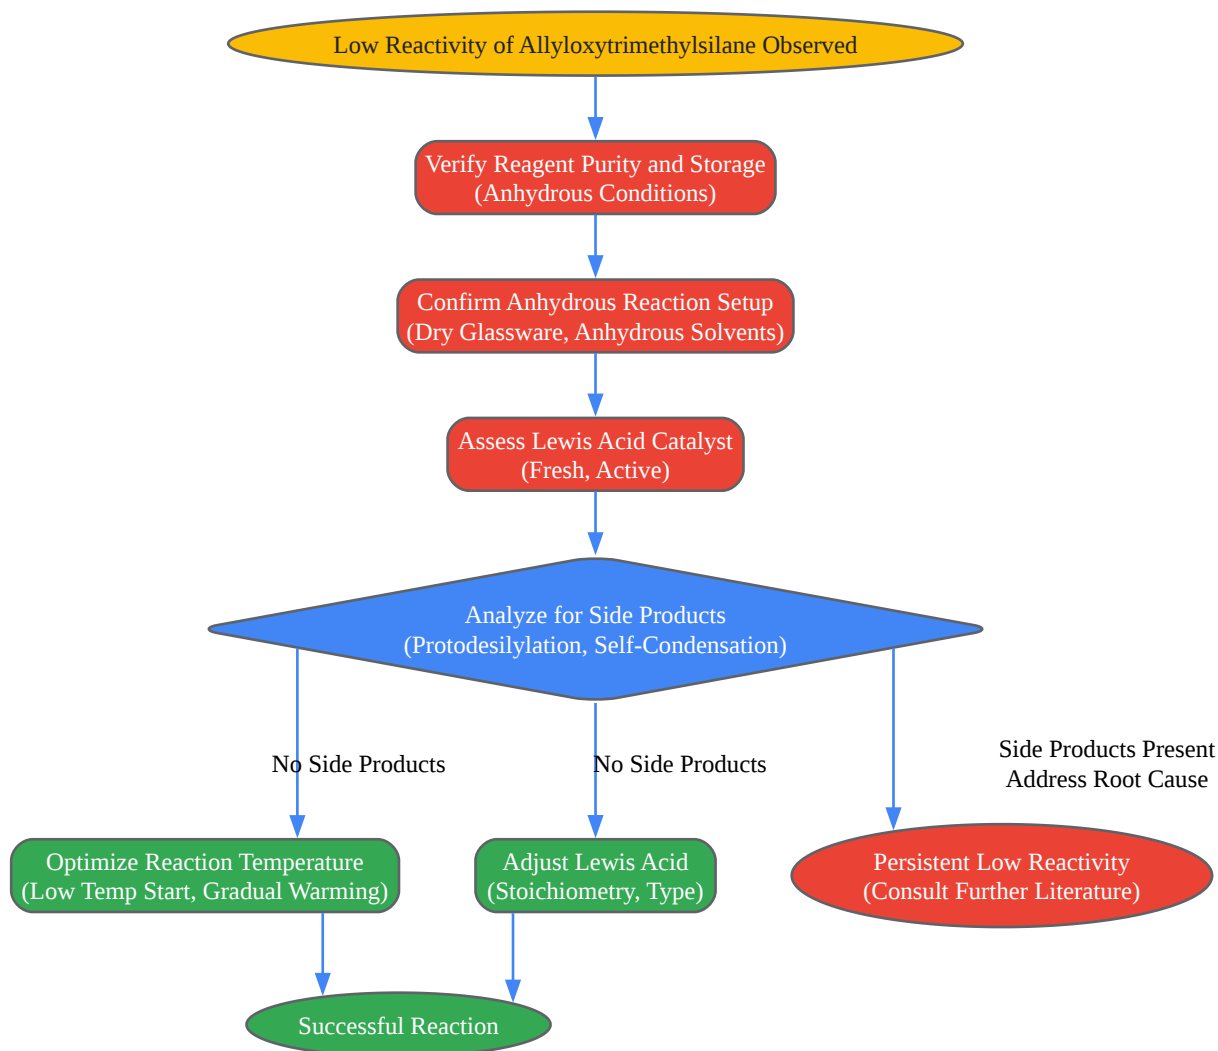 Low Reactivity of Allyloxytrimethylsilane Observed
Verify Reagent Purity and Storage
(Anhydrous Conditions)
Confirm Anhydrous Reaction Setup
(Dry Glassware, Anhydrous Solvents)
Assess Lewis Acid Catalyst
(Fresh, Active)
Analyze for Side Products
(Protodesilylation, Self-Condensation)
No Side Products
No Side Products
Side Products Present
Address Root Cause
Optimize Reaction Temperature
(Low Temp Start, Gradual Warming)
Adjust Lewis Acid
(Stoichiometry, Type)
Persistent Low Reactivity
(Consult Further Literature)
Successful Reaction